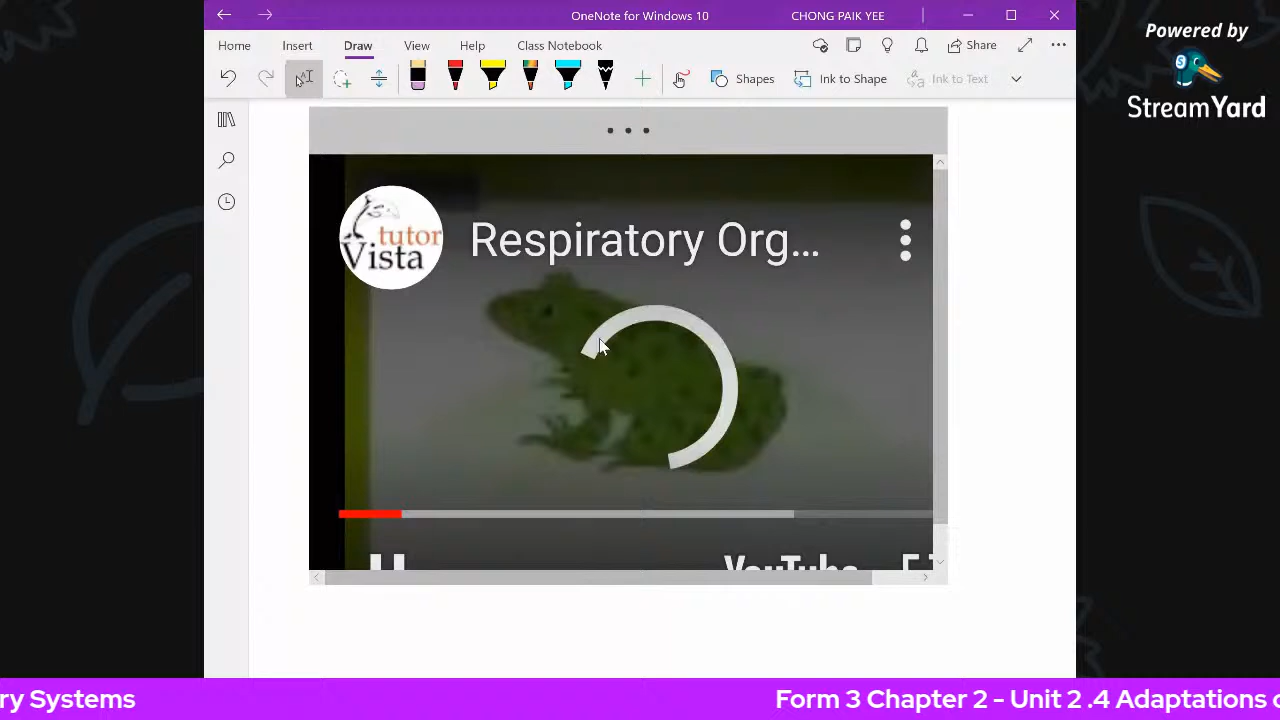 OneNote for Windows 10
CHONG PAIK YEE
Powered by
StreamYard
Home
Insert
Draw
View
Help
Class Notebook
Share
Shapes
Ink to Shape
Ink to Text
tutor
Vista
Respiratory Org...
YouTube
ry Systems
Form 3 Chapter 2 - Unit 2 .4 Adaptations